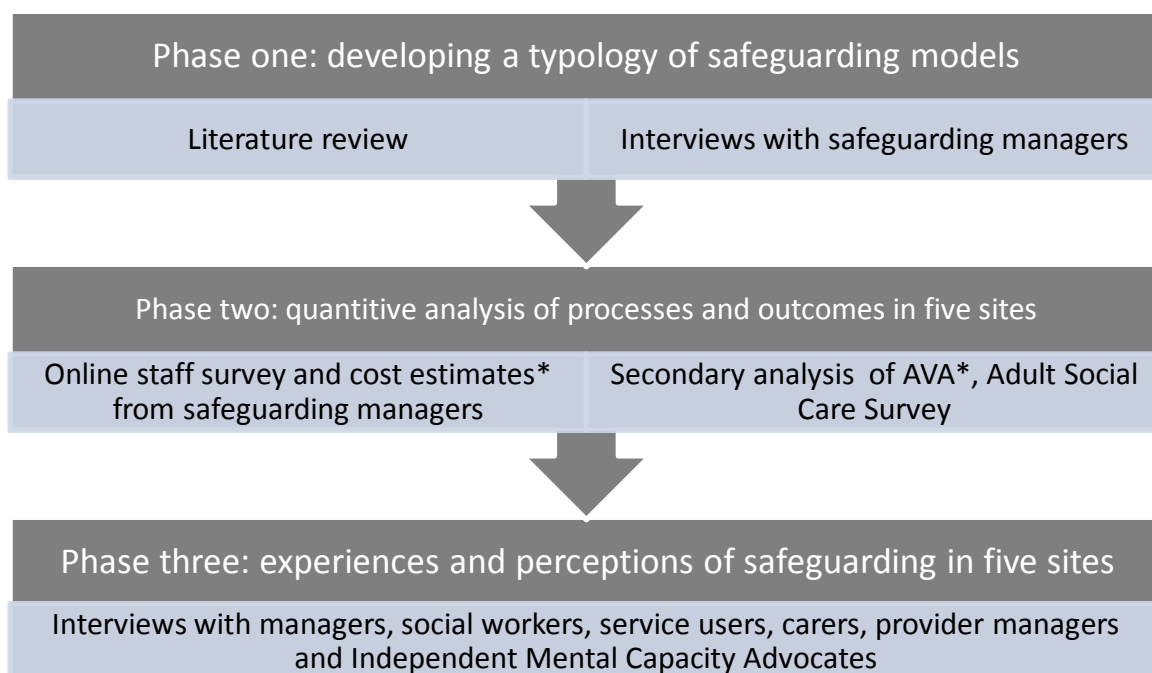 Phase one: developing a typology of safeguarding models
Literature review
Interviews with safeguarding managers
Phase two: quantitive analysis of processes and outcomes in five sites
Online staff survey and cost estimates*
from safeguarding managers
Secondary analysis of AVA*, Adult Social
Care Survey
Phase three: experiences and perceptions of safeguarding in five sites
Interviews with managers, social workers, service users, carers, provider managers
and Independent Mental Capacity Advocates